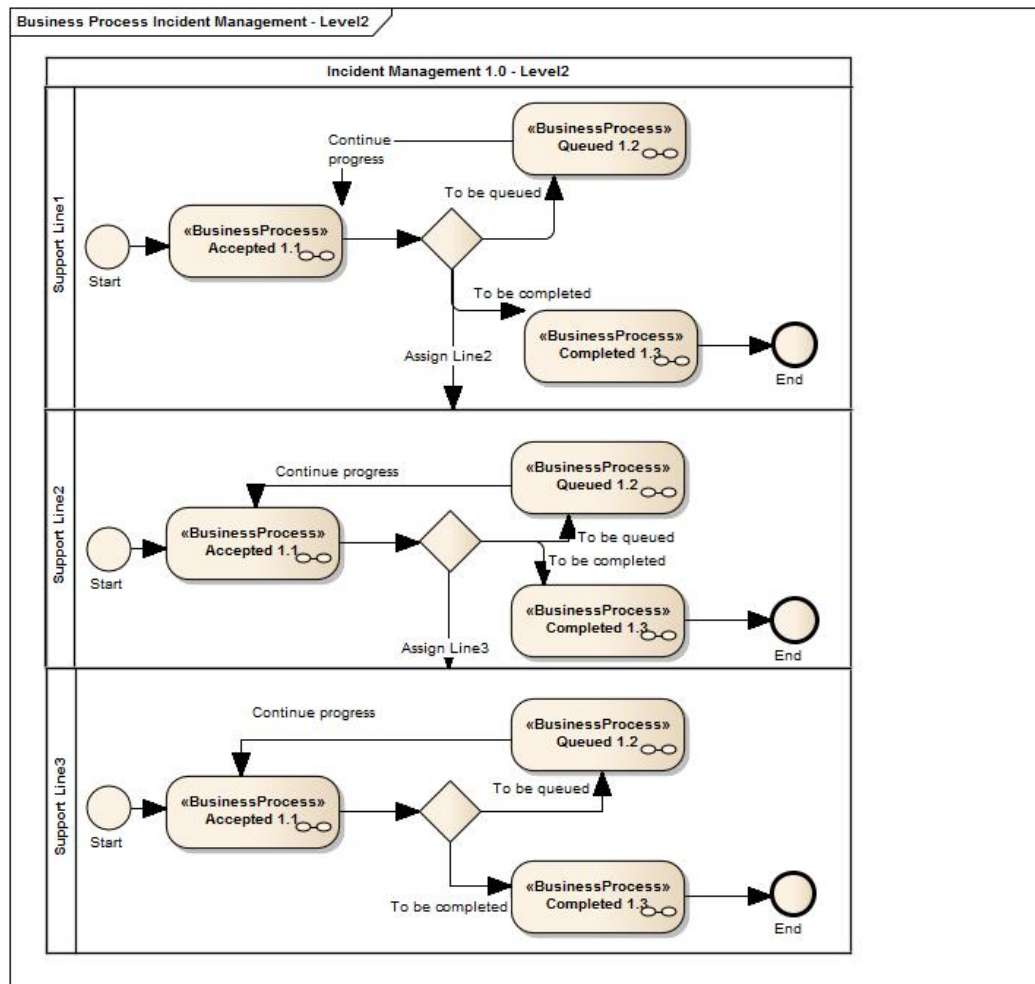 Business Process Incident Management - Level2
Incident Management 1.0 - Level2
Support Line1
«BusinessProcess»
Queued 1.2
Continue
progress
To be queued
«BusinessProcess»
Accepted 1.1
Start
To be completed
«BusinessProcess»
Completed 1.3
Assign Line2
End
Support Line2
«BusinessProcess»
Queued 1.2
Continue progress
«BusinessProcess»
Accepted 1.1
To be queued
To be completed
Start
«BusinessProcess»
Completed 1.3
Assign Line3
End
Support Line3
«BusinessProcess»
Queued 1.2
Continue progress
To be queued
«BusinessProcess»
Accepted 1.1
Start
«BusinessProcess»
Completed 1.3
To be completed
End